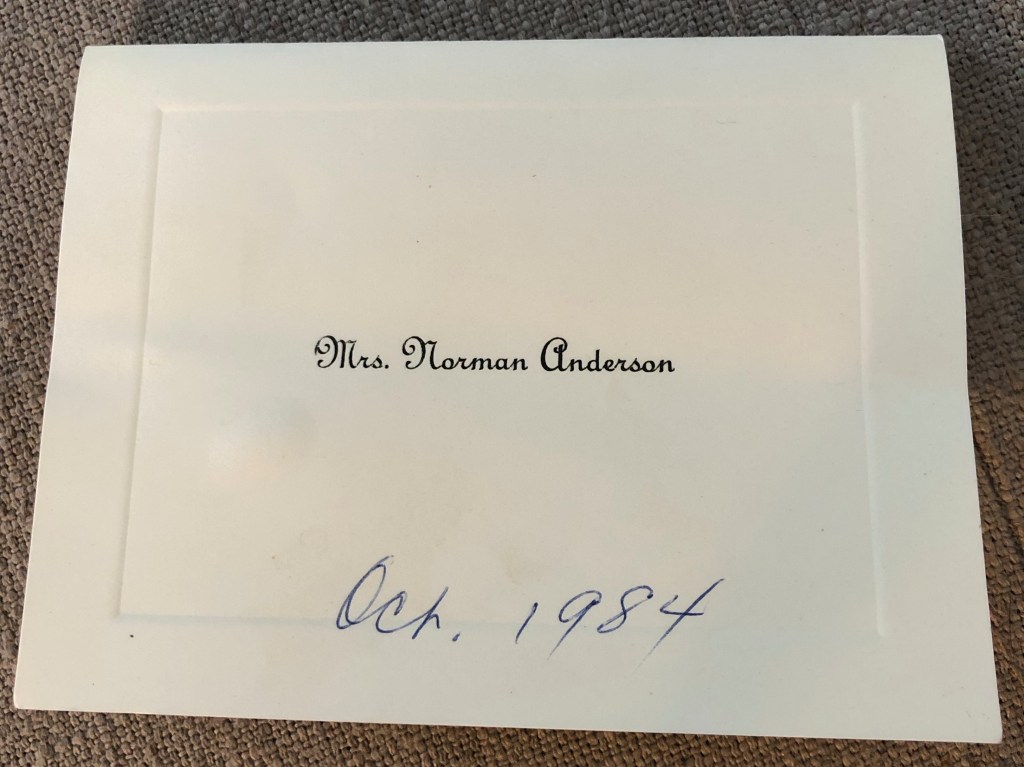 Mrs. Norman Anderson
Oct. 1984